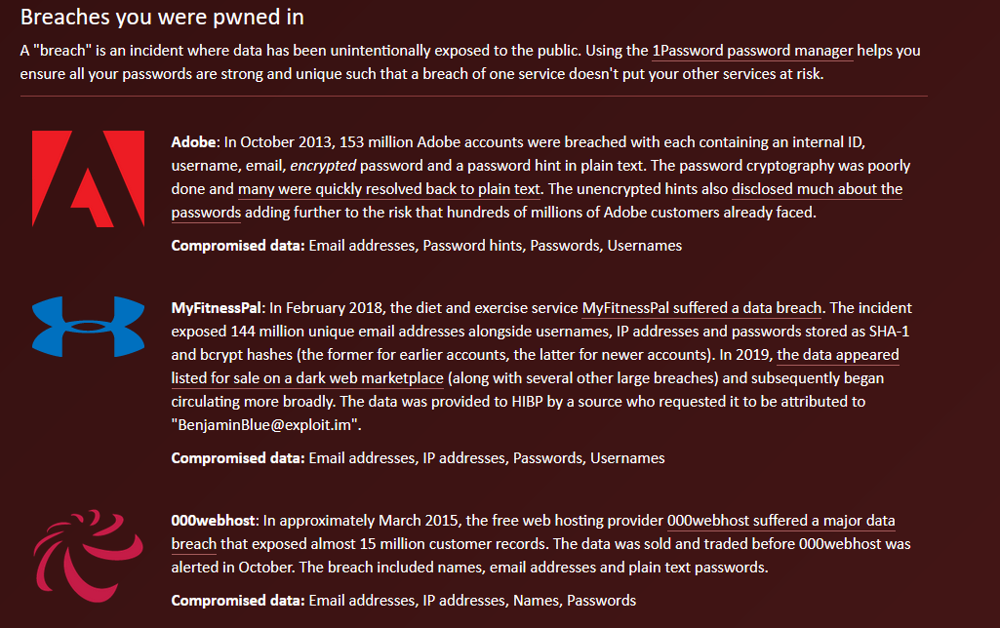 Breaches you were pwned in
A "breach" is an incident where data has been unintentionally exposed to the public. Using the 1Password password manager helps you
ensure all your passwords are strong and unique such that a breach of one service doesn't put your other services at risk.
Adobe: In October 2013, 153 million Adobe accounts were breached with each containing an internal ID,
username, email, encrypted password and a password hint in plain text. The password cryptography was poorly
done and many were quickly resolved back to plain text. The unencrypted hints also disclosed much about the
passwords adding further to the risk that hundreds of millions of Adobe customers already faced.
Compromised data: Email addresses, Password hints, Passwords, Usernames
MyFitnessPal: In February 2018, the diet and exercise service MyFitnessPal suffered a data breach. The incident
exposed 144 million unique email addresses alongside usernames, IP addresses and passwords stored as SHA-1
and bcrypt hashes (the former for earlier accounts, the latter for newer accounts). In 2019, the data appeared
listed for sale on a dark web marketplace (along with several other large breaches) and subsequently began
circulating more broadly. The data was provided to HIBP by a source who requested it to be attributed to
"BenjaminBlue@exploit.im".
Compromised data: Email addresses, IP addresses, Passwords, Usernames
000webhost: In approximately March 2015, the free web hosting provider 000webhost suffered a major data
breach that exposed almost 15 million customer records. The data was sold and traded before 000webhost was
alerted in October. The breach included names, email addresses and plain text passwords.
Compromised data: Email addresses, IP addresses, Names, Passwords